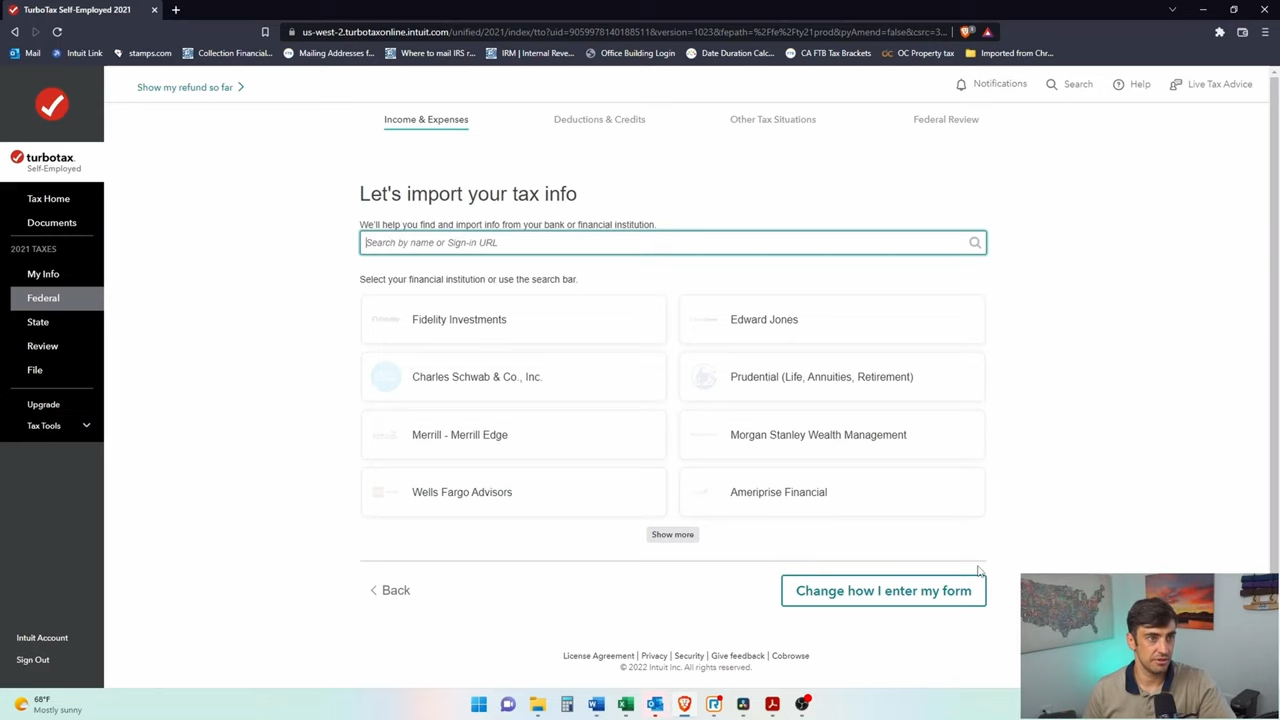 TurboTax Self-Employed 2021
us-west-2.turbotaxonline.intuit.com/unified/2021/index/tto?uid=9059978140188511&version=1023&fepath=%2Ffe%2Fty21prod&pyAmend=false&csrc=3...
Mail
Intuit Link
stamps.com
Collection Financial...
Mailing Addresses f...
Where to mail IRS r...
IRM | Internal Reve...
Office Building Login
Date Duration Calc...
CA FTB Tax Brackets
OC Property tax
Imported from Chr...
Show my refund so far
Notifications
Search
Help
Live Tax Advice
Income & Expenses
Deductions & Credits
Other Tax Situations
Federal Review
turbotax
Self-Employed
Tax Home
Documents
2021 TAXES
My Info
Federal
State
Review
File
Upgrade
Tax Tools
Intuit Account
Sign Out
Let's import your tax info
We'll help you find and import info from your bank or financial institution.
Search by name or Sign-in URL
Select your financial institution or use the search bar.
Fidelity Investments
Edward Jones
Charles Schwab & Co., Inc.
Prudential (Life, Annuities, Retirement)
Merrill - Merrill Edge
Morgan Stanley Wealth Management
Wells Fargo Advisors
Ameriprise Financial
Show more
Back
Change how I enter my form
License Agreement | Privacy | Security | Give feedback | Cobrowse
© 2022 Intuit Inc. All rights reserved.
68°F
Mostly sunny